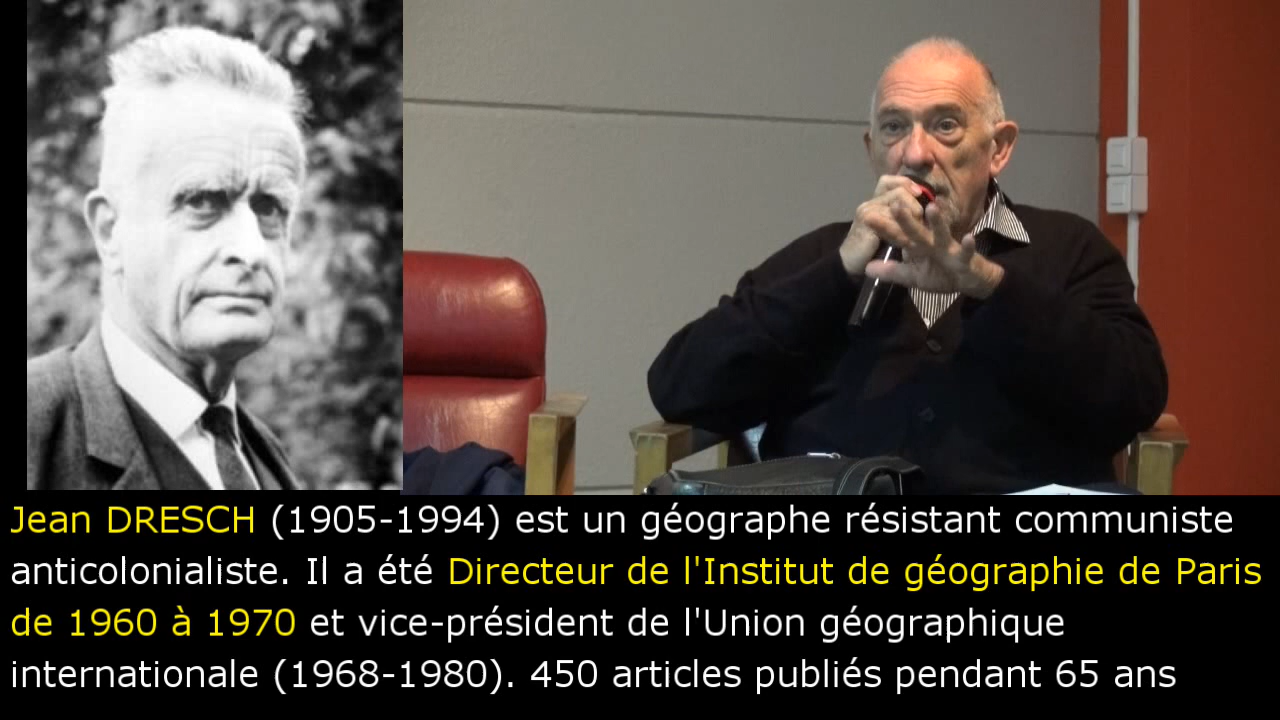 Jean DRESCH (1905-1994) est un géographe résistant communiste
anticolonialiste. Il a été Directeur de l'Institut de géographie de Paris
de 1960 à 1970 et vice-président de l'Union géographique
internationale (1968-1980). 450 articles publiés pendant 65 ans